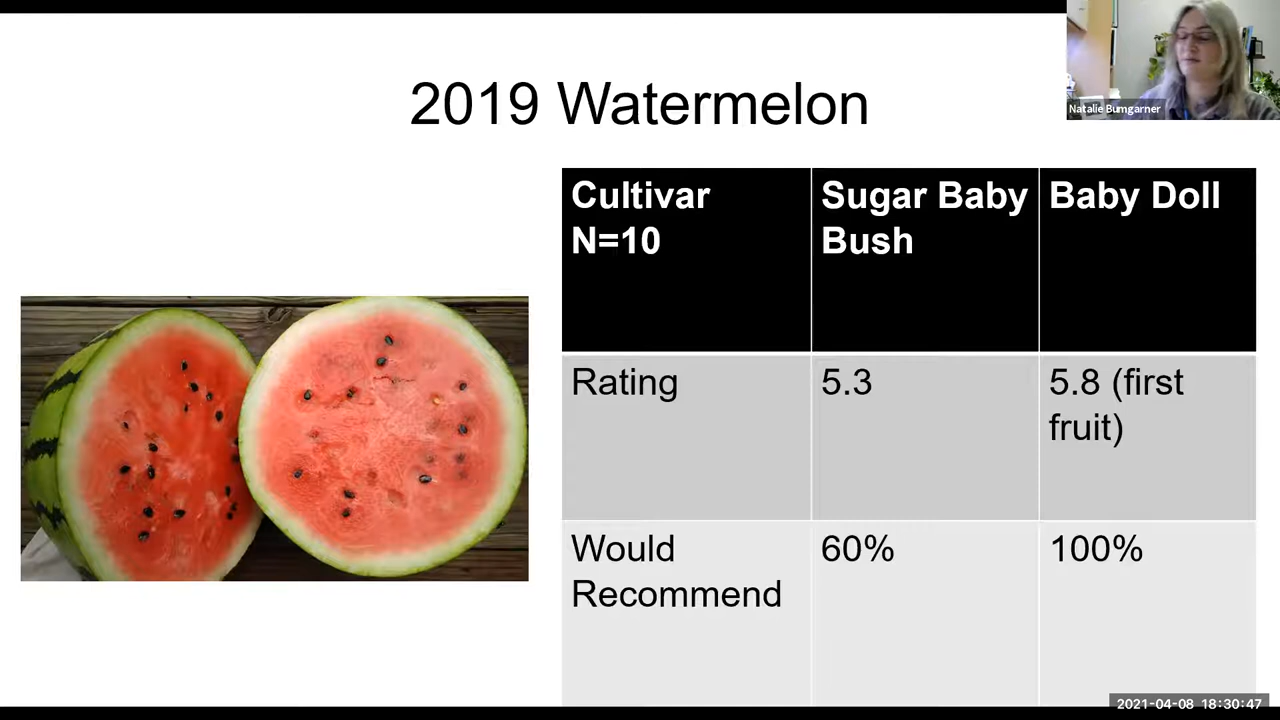 2019 Watermelon
Natalie Bumgarner
Cultivar
N=10
Sugar Baby
Bush
Baby Doll
Rating
5.3
5.8 (first
fruit)
Would
Recommend
60%
100%
2021-04-08 18:30:47